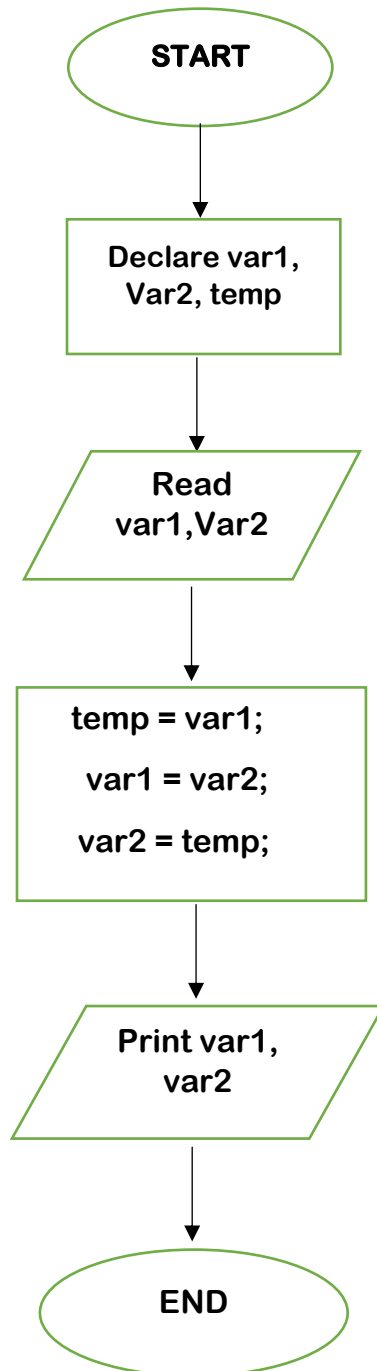 START
Declare var1,
Var2, temp
Read
var1,Var2
temp = var1;
var1 = var2;
var2 = temp;
Print var1,
var2
END